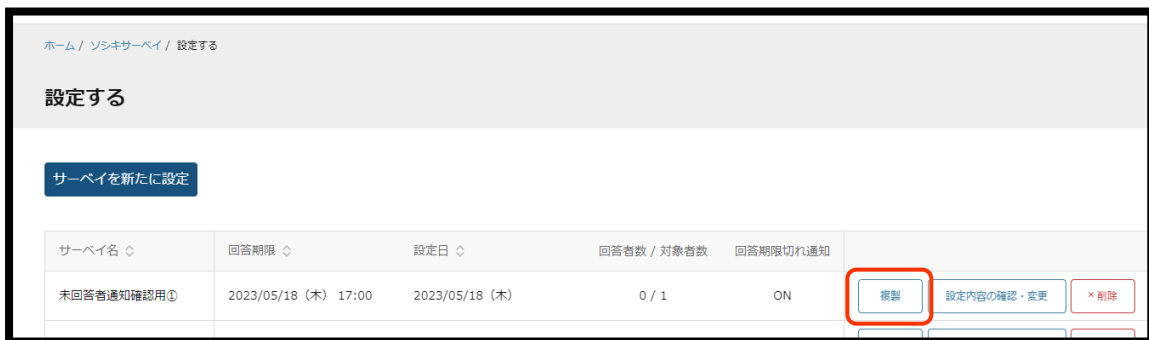 ホーム / ソシキサーベイ / 設定する
設定する
サーベイを新たに設定
サーベイ名 回答期限 設定日 回答者数 / 対象者数 回答期限切れ通知
未回答者通知確認用① 2023/05/18（木） 17:00 2023/05/18（木） 0 / 1 ON 複製 設定内容の確認・変更 ×削除